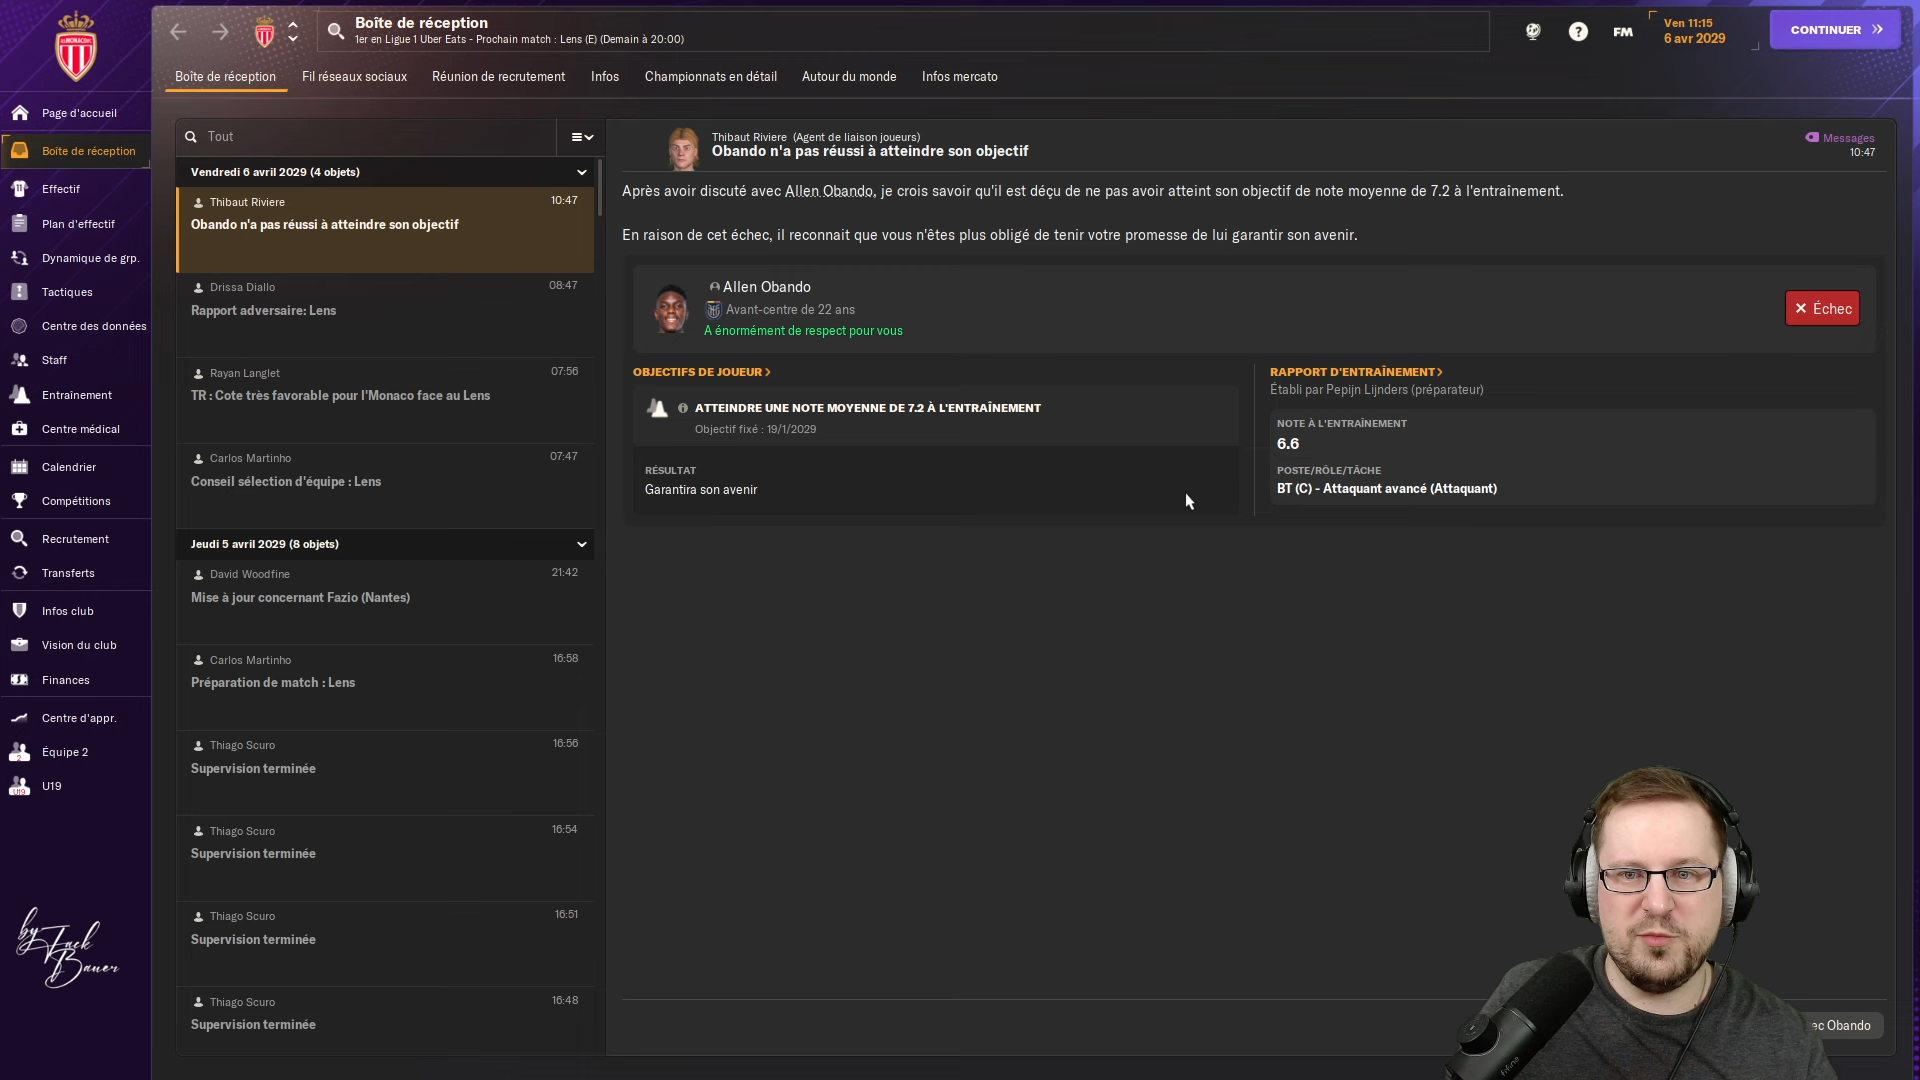 Boîte de réception
1er en Ligue 1 Uber Eats - Prochain match : Lens (E) (Demain à 20:00)
FM
Ven 11:15
6 avr 2029
CONTINUER
Boîte de réception
Fil réseaux sociaux
Réunion de recrutement
Infos
Championnats en détail
Autour du monde
Infos mercato
Page d'accueil
Boîte de réception
Effectif
Plan d'effectif
Dynamique de grp.
Tactiques
Centre des données
Staff
Entraînement
Centre médical
Calendrier
Compétitions
Recrutement
Transferts
Infos club
Vision du club
Finances
Centre d'appr.
Équipe 2
U19
by Jack
Bauer
Tout
Vendredi 6 avril 2029 (4 objets)
Thibaut Riviere
10:47
Obando n'a pas réussi à atteindre son objectif
Drissa Diallo
08:47
Rapport adversaire: Lens
Rayan Langlet
07:56
TR : Cote très favorable pour l'Monaco face au Lens
Carlos Martinho
07:47
Conseil sélection d'équipe : Lens
Jeudi 5 avril 2029 (8 objets)
David Woodfine
21:42
Mise à jour concernant Fazio (Nantes)
Carlos Martinho
16:58
Préparation de match : Lens
Thiago Scuro
16:56
Supervision terminée
Thiago Scuro
16:54
Supervision terminée
Thiago Scuro
16:51
Supervision terminée
Thiago Scuro
16:48
Supervision terminée
Thibaut Riviere (Agent de liaison joueurs)
Obando n'a pas réussi à atteindre son objectif
Messages
10:47
Après avoir discuté avec Allen Obando, je crois savoir qu'il est déçu de ne pas avoir atteint son objectif de note moyenne de 7.2 à l'entraînement.
En raison de cet échec, il reconnait que vous n'êtes plus obligé de tenir votre promesse de lui garantir son avenir.
Allen Obando
Avant-centre de 22 ans
A énormément de respect pour vous
Échec
OBJECTIFS DE JOUEUR
ATTEINDRE UNE NOTE MOYENNE DE 7.2 À L'ENTRAÎNEMENT
Objectif fixé : 19/1/2029
RÉSULTAT
Garantira son avenir
RAPPORT D'ENTRAÎNEMENT
Établi par Pepijn Lijnders (préparateur)
NOTE À L'ENTRAÎNEMENT
6.6
POSTE/RÔLE/TÂCHE
BT (C) - Attaquant avancé (Attaquant)
ec Obando